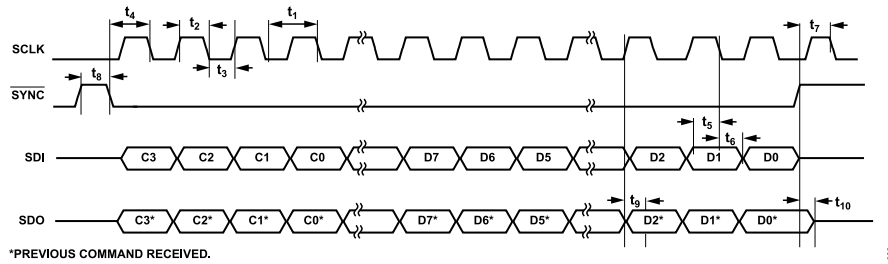 t4 t2 t1 t7
SCLK
t3
t8
SYNC
t5 t6
SDI C3 C2 C1 C0 D7 D6 D5 D2 D1 D0
t9 t10
SDO C3* C2* C1* C0* D7* D6* D5* D2* D1* D0*
*PREVIOUS COMMAND RECEIVED.